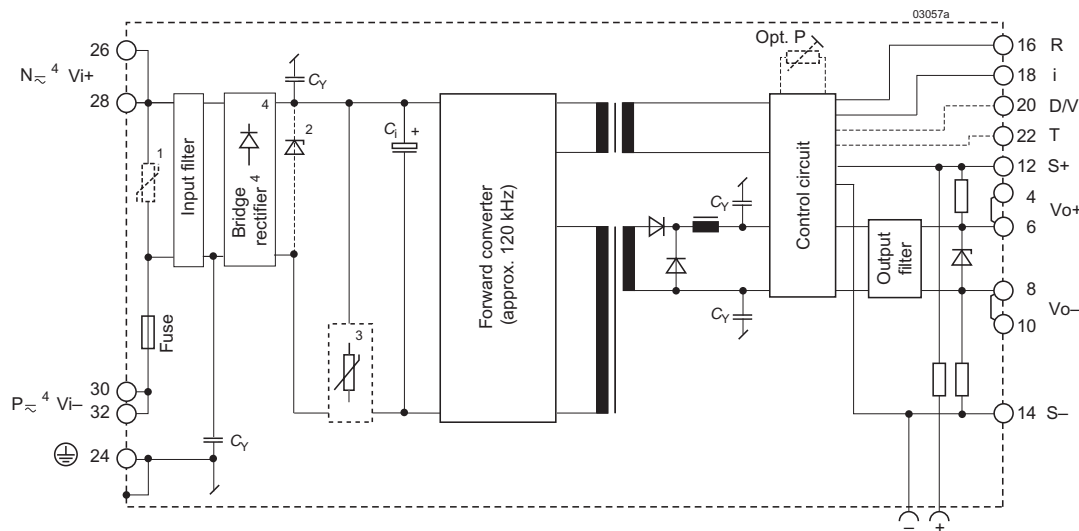 03057a
26
N≂ 4 Vi+
28
1
Input filter
Bridge
rectifier 4
4
CY
2
Ci +
3
Fuse
30
P≂ 4 Vi–
32
24
CY
Forward converter
(approx. 120 kHz)
Opt. P
CY
CY
Control circuit
Output
filter
16 R
18 i
20 D/V
22 T
12 S+
4
Vo+
6
8
Vo–
10
14 S–
– +